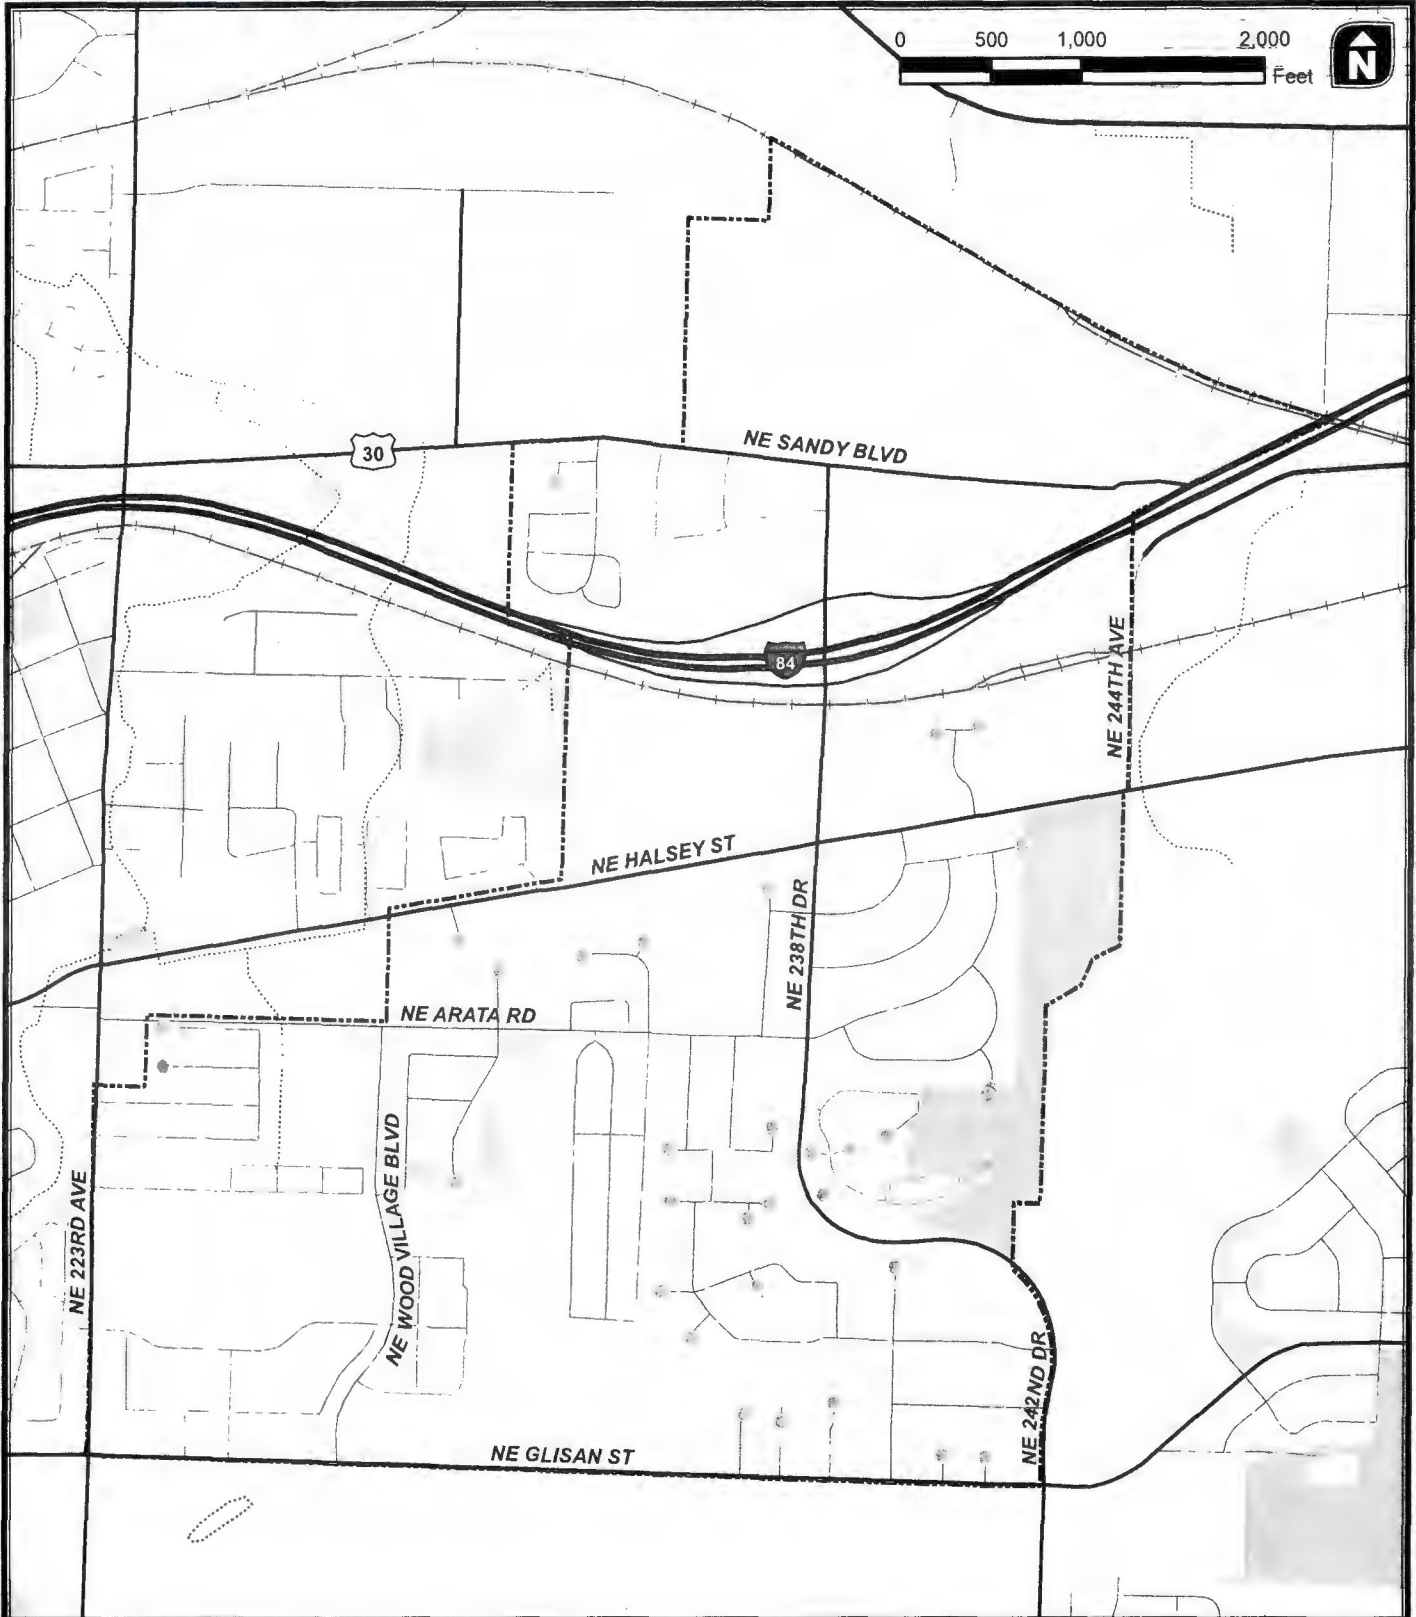 0 500 1,000 2,000
Feet
N
NE SANDY BLVD
30
84
NE 244TH AVE
NE HALSEY ST
NE 238TH DR
NE ARATA RD
NE WOOD VILLAGE BLVD
NE 223RD AVE
NE 242ND DR
NE GLISAN ST